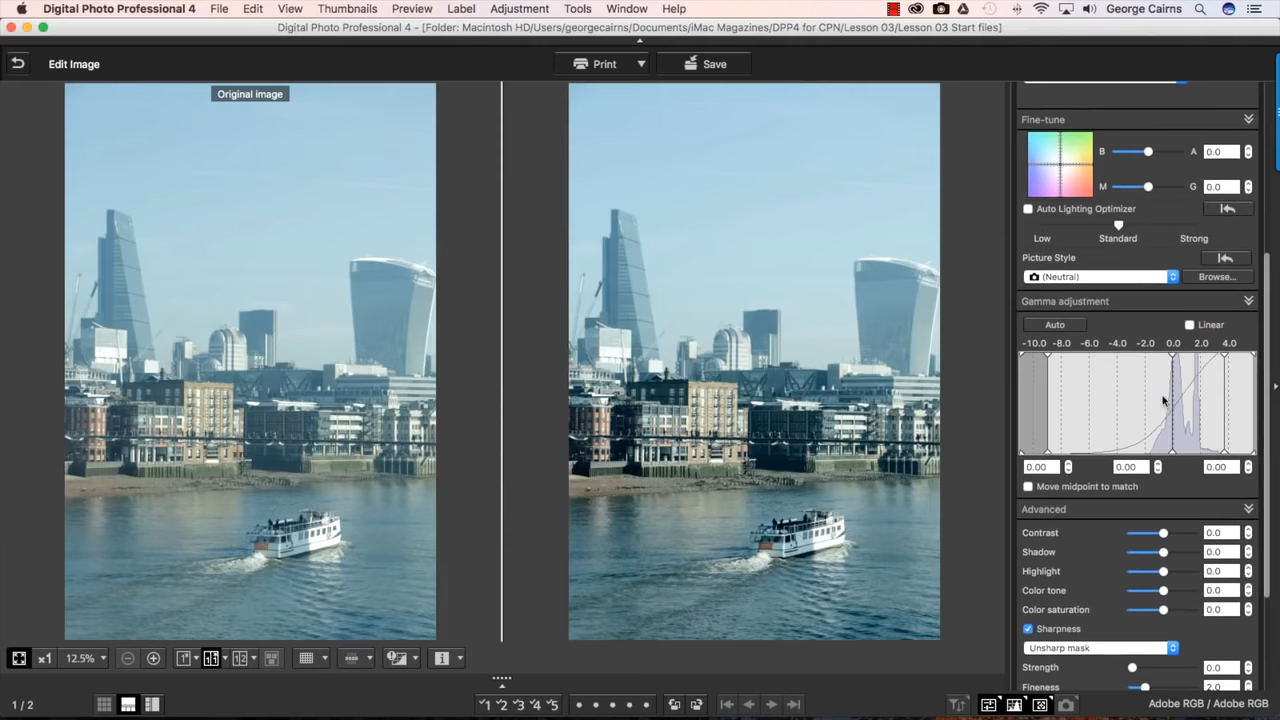 Digital Photo Professional 4 File Edit View Thumbnails Preview Label Adjustment Tools Window Help George Cairns
Digital Photo Professional 4 - [Folder: Macintosh HD/Users/georgecairns/Documents/iMac Magazines/DPP4 for CPN/Lesson 03/Lesson 03 Start files]
Edit Image Print Save
Original image
Fine-tune
B A 0.0
M G 0.0
Auto Lighting Optimizer
Low Standard Strong
Picture Style
(Neutral) Browse...
Gamma adjustment
Auto Linear
-10.0 -8.0 -6.0 -4.0 -2.0 0.0 2.0 4.0
0.00 0.00 0.00
Move midpoint to match
Advanced
Contrast 0.0
Shadow 0.0
Highlight 0.0
Color tone 0.0
Color saturation 0.0
Sharpness
Unsharp mask
Strength 0.0
Fineness 2.0
x1 12.5%
1 / 2
1 2 3 4 5
Adobe RGB / Adobe RGB